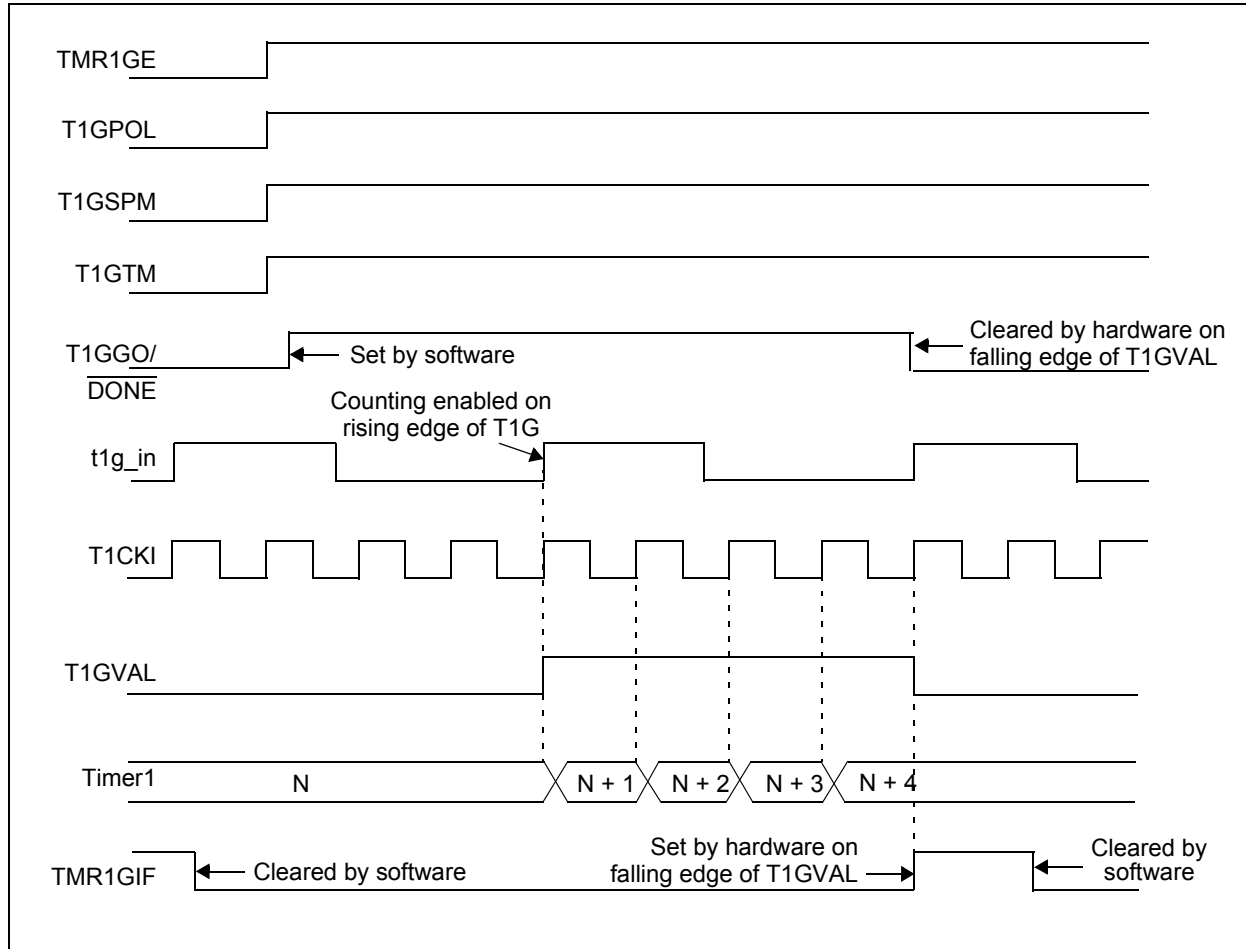 TMR1GE
T1GPOL
T1GSPM
T1GTM
T1GGO/
DONE
Set by software
Cleared by hardware on
falling edge of T1GVAL
Counting enabled on
rising edge of T1G
t1g_in
T1CKI
T1GVAL
Timer1
N
N + 1
N + 2
N + 3
N + 4
TMR1GIF
Cleared by software
Set by hardware on
falling edge of T1GVAL
Cleared by
software